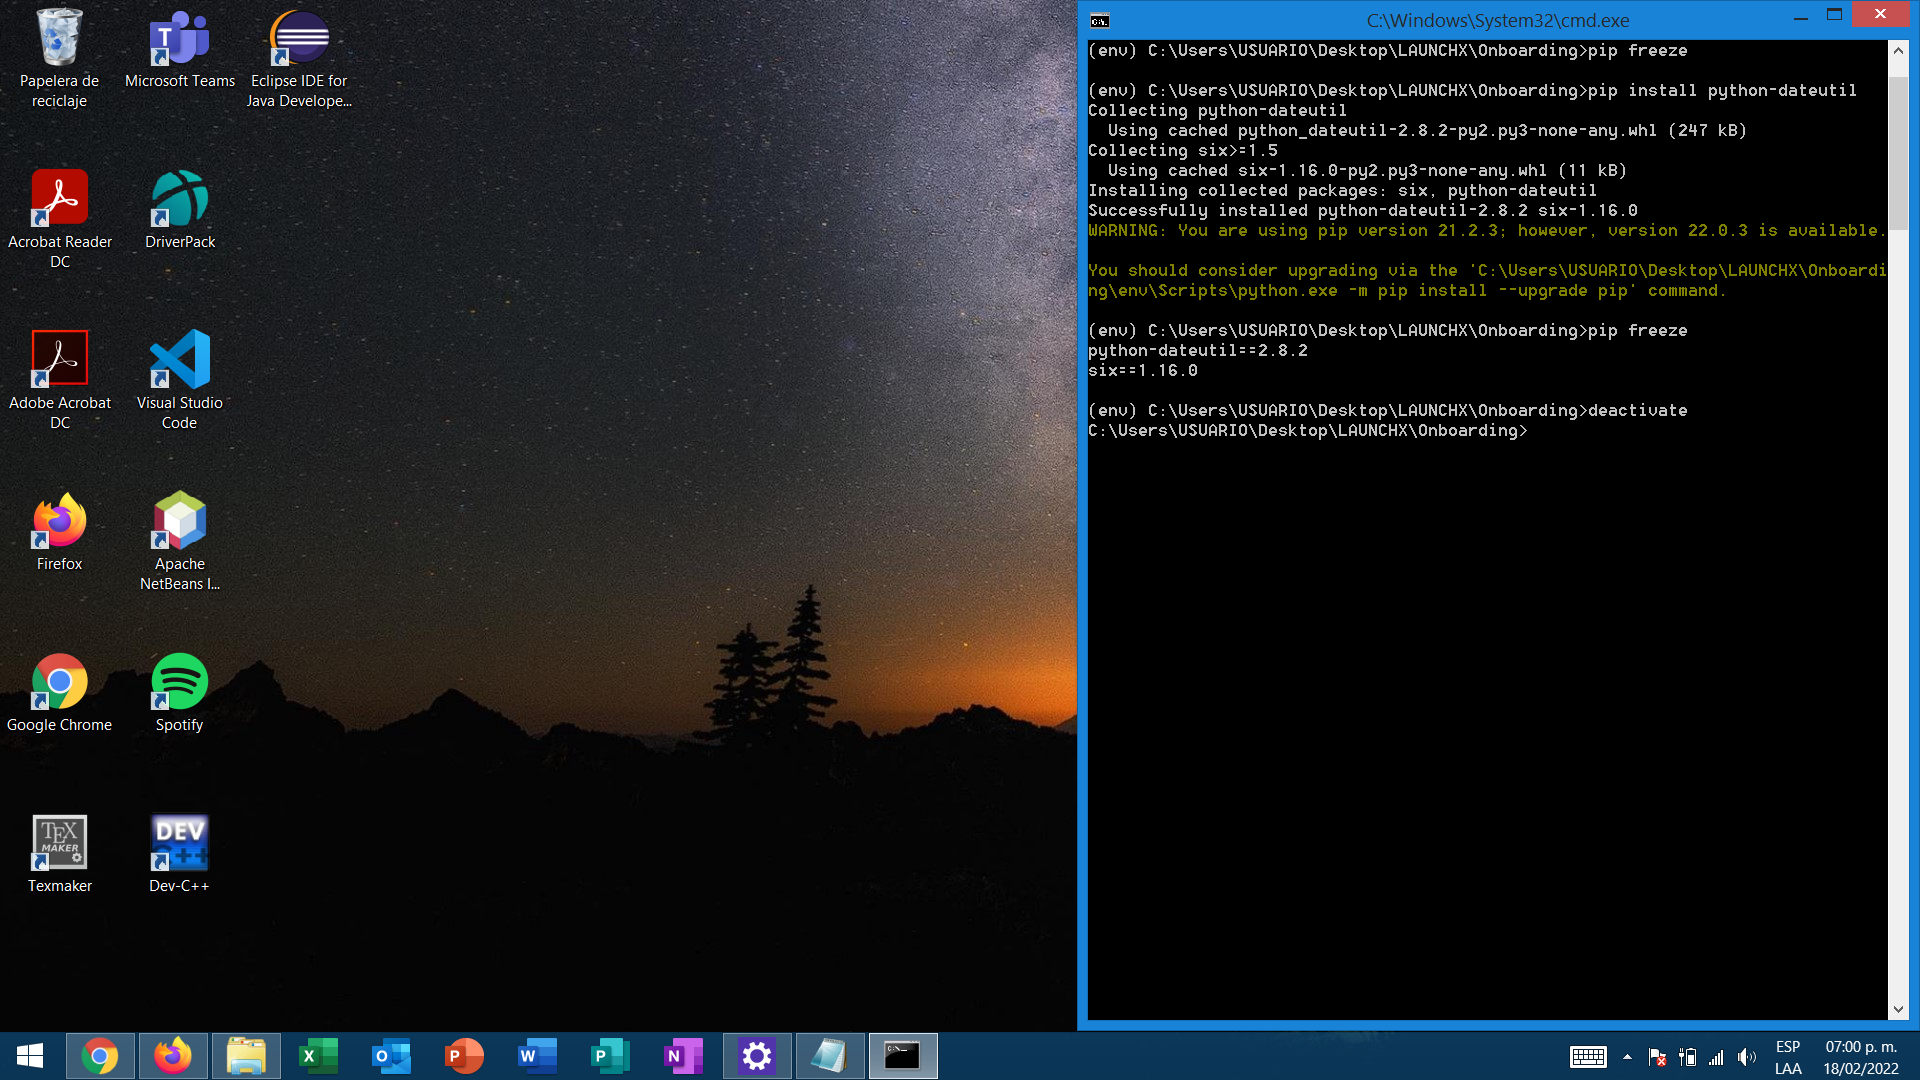 Papelera de
reciclaje
Microsoft Teams
Eclipse IDE for
Java Develope...
Acrobat Reader
DC
DriverPack
Adobe Acrobat
DC
Visual Studio
Code
Firefox
Apache
NetBeans I...
Google Chrome
Spotify
TEX
MAKER
Texmaker
DEV
C++
Dev-C++
C:\Windows\System32\cmd.exe
(env) C:\Users\USUARIO\Desktop\LAUNCHX\Onboarding>pip freeze
(env) C:\Users\USUARIO\Desktop\LAUNCHX\Onboarding>pip install python-dateutil
Collecting python-dateutil
  Using cached python_dateutil-2.8.2-py2.py3-none-any.whl (247 kB)
Collecting six>=1.5
  Using cached six-1.16.0-py2.py3-none-any.whl (11 kB)
Installing collected packages: six, python-dateutil
Successfully installed python-dateutil-2.8.2 six-1.16.0
WARNING: You are using pip version 21.2.3; however, version 22.0.3 is available.
You should consider upgrading via the 'C:\Users\USUARIO\Desktop\LAUNCHX\Onboardi
ng\env\Scripts\python.exe -m pip install --upgrade pip' command.
(env) C:\Users\USUARIO\Desktop\LAUNCHX\Onboarding>pip freeze
python-dateutil==2.8.2
six==1.16.0
(env) C:\Users\USUARIO\Desktop\LAUNCHX\Onboarding>deactivate
C:\Users\USUARIO\Desktop\LAUNCHX\Onboarding>
ESP
LAA
07:00 p. m.
18/02/2022